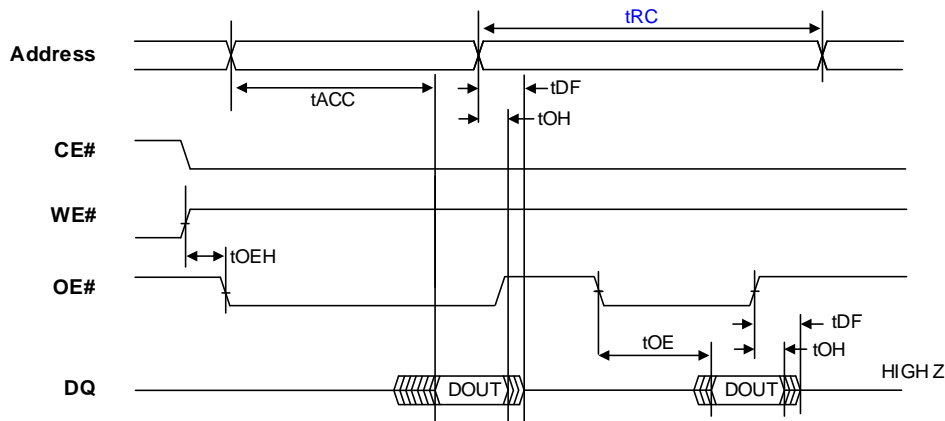 tRC
Address
tDF
tACC
tOH
CE#
WE#
tOEH
OE#
tDF
tOE
tOH
HIGH Z
DQ
DOUT
DOUT